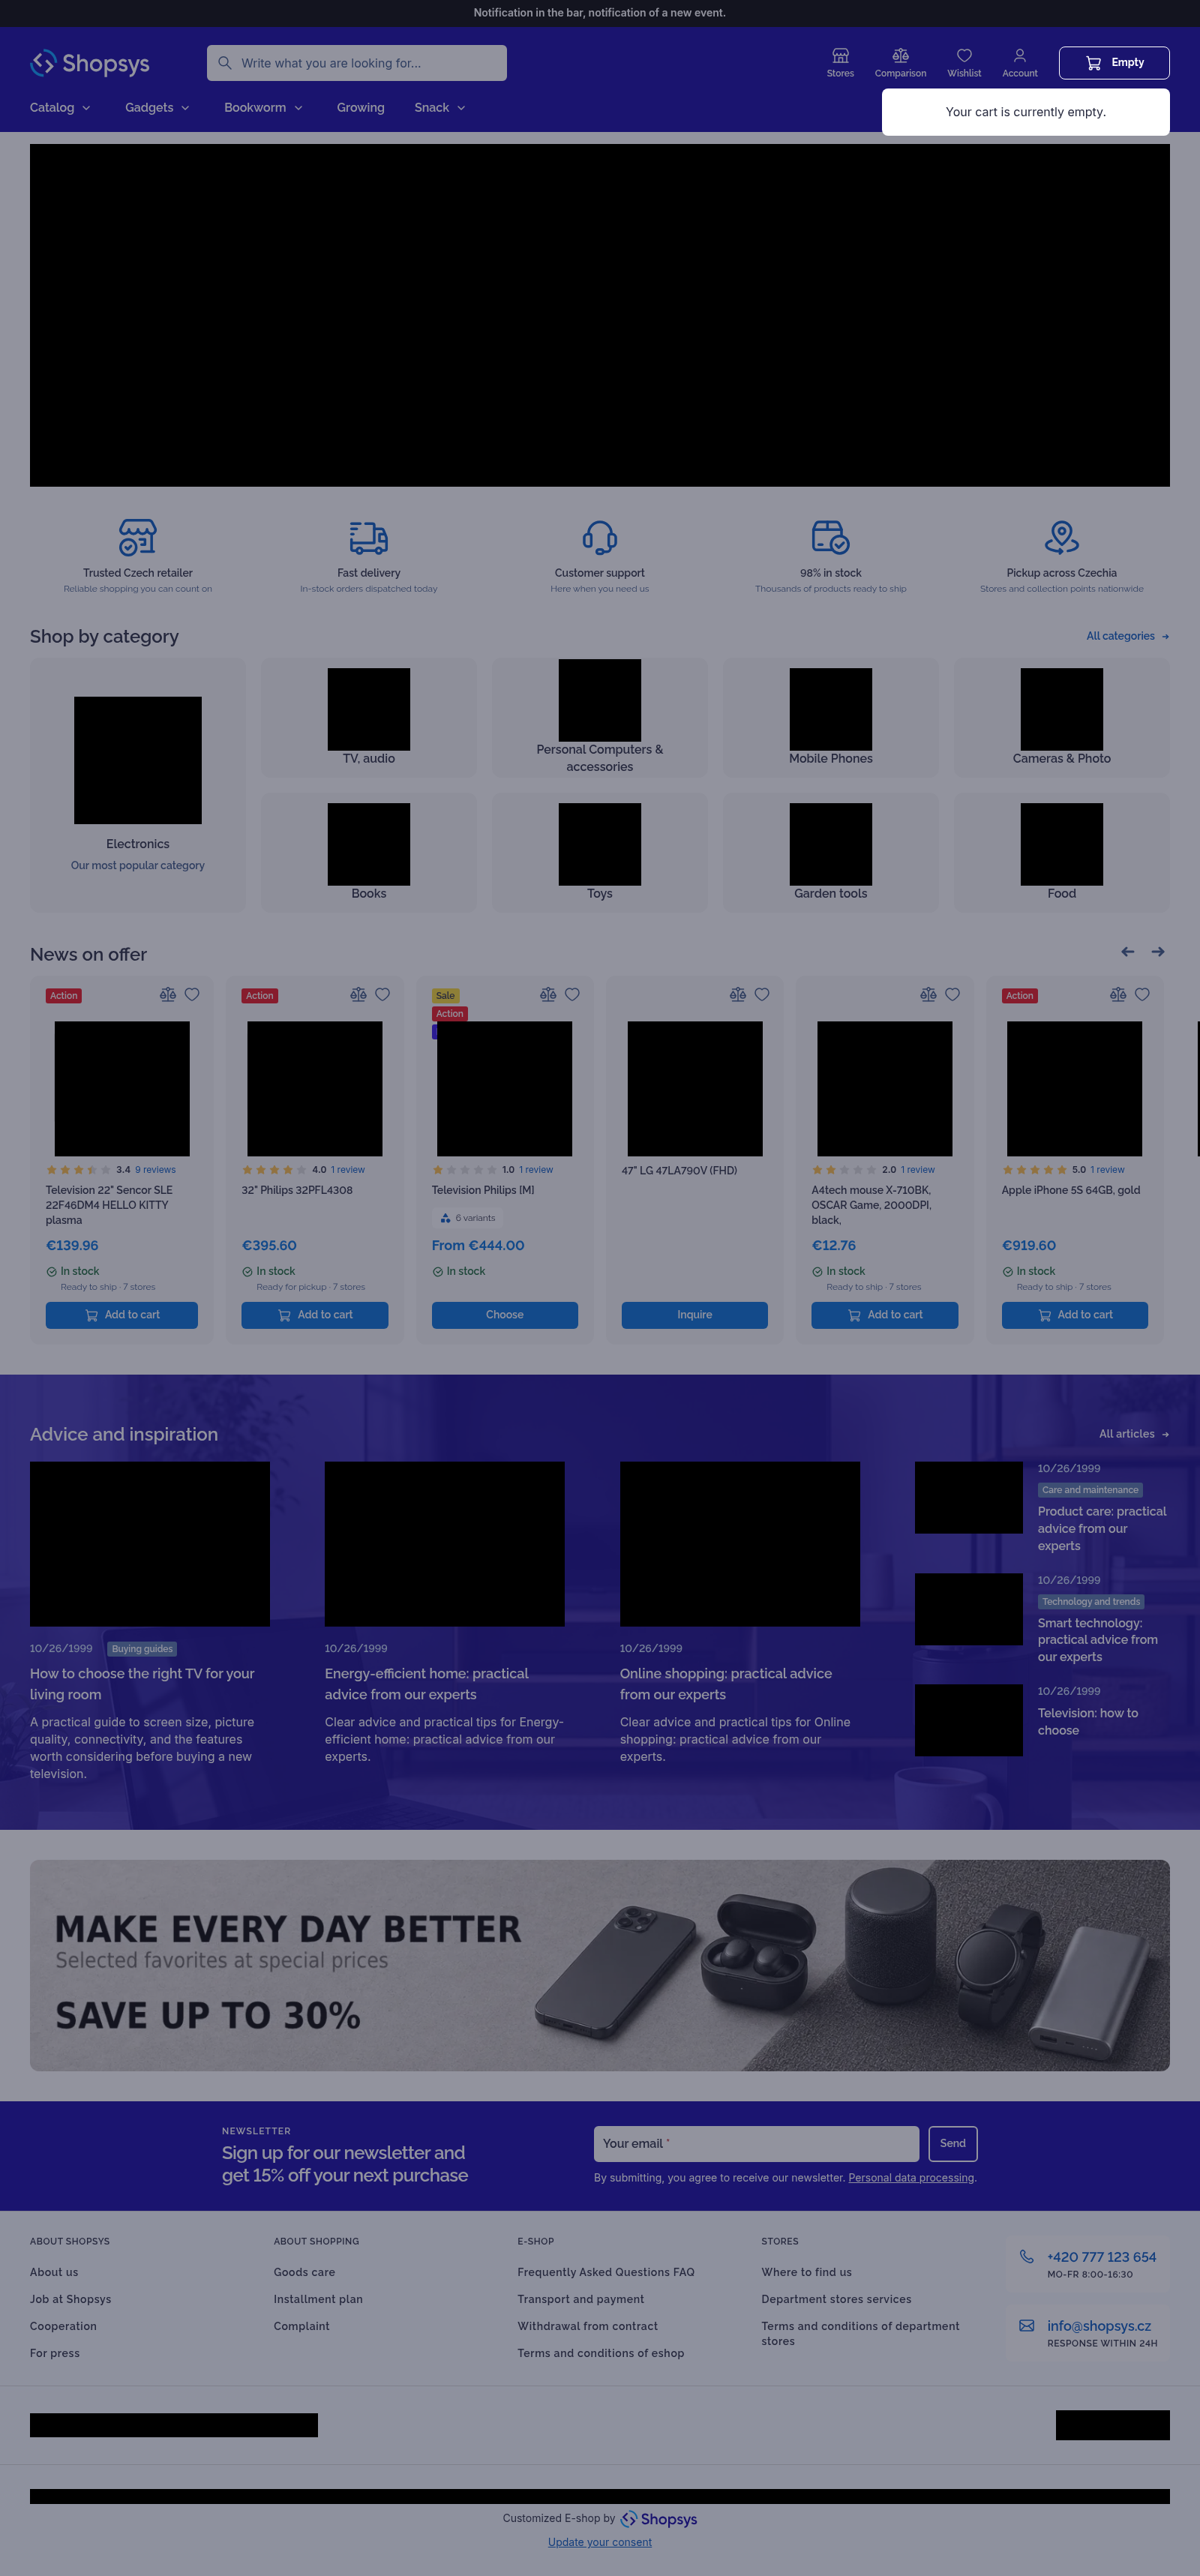 Notification in the bar, notification of a new event.
Shopsys
Write what you are looking for...
Stores
Comparison
Wishlist
Account
Empty
Catalog
Gadgets
Bookworm
Growing
Snack
Your cart is currently empty.
Trusted Czech retailer
Reliable shopping you can count on
Fast delivery
In-stock orders dispatched today
Customer support
Here when you need us
98% in stock
Thousands of products ready to ship
Pickup across Czechia
Stores and collection points nationwide
Shop by category
All categories
Electronics
Our most popular category
TV, audio
Personal Computers &
accessories
Mobile Phones
Cameras & Photo
Books
Toys
Garden tools
Food
News on offer
Action
3.4 9 reviews
Television 22" Sencor SLE
22F46DM4 HELLO KITTY
plasma
€139.96
In stock
Ready to ship · 7 stores
Add to cart
Action
4.0 1 review
32" Philips 32PFL4308
€395.60
In stock
Ready for pickup · 7 stores
Add to cart
Sale
Action
1.0 1 review
Television Philips [M]
6 variants
From €444.00
In stock
Choose
47" LG 47LA790V (FHD)
Inquire
2.0 1 review
A4tech mouse X-710BK,
OSCAR Game, 2000DPI,
black,
€12.76
In stock
Ready to ship · 7 stores
Add to cart
Action
5.0 1 review
Apple iPhone 5S 64GB, gold
€919.60
In stock
Ready to ship · 7 stores
Add to cart
Advice and inspiration
All articles
10/26/1999 Buying guides
How to choose the right TV for your
living room
A practical guide to screen size, picture
quality, connectivity, and the features
worth considering before buying a new
television.
10/26/1999
Energy-efficient home: practical
advice from our experts
Clear advice and practical tips for Energy-
efficient home: practical advice from our
experts.
10/26/1999
Online shopping: practical advice
from our experts
Clear advice and practical tips for Online
shopping: practical advice from our
experts.
10/26/1999
Care and maintenance
Product care: practical
advice from our
experts
10/26/1999
Technology and trends
Smart technology:
practical advice from
our experts
10/26/1999
Television: how to
choose
MAKE EVERY DAY BETTER
Selected favorites at special prices
SAVE UP TO 30%
NEWSLETTER
Sign up for our newsletter and
get 15% off your next purchase
Your email *
Send
By submitting, you agree to receive our newsletter. Personal data processing.
ABOUT SHOPSYS
About us
Job at Shopsys
Cooperation
For press
ABOUT SHOPPING
Goods care
Installment plan
Complaint
E-SHOP
Frequently Asked Questions FAQ
Transport and payment
Withdrawal from contract
Terms and conditions of eshop
STORES
Where to find us
Department stores services
Terms and conditions of department
stores
+420 777 123 654
MO-FR 8:00-16:30
info@shopsys.cz
RESPONSE WITHIN 24H
Customized E-shop by Shopsys
Update your consent